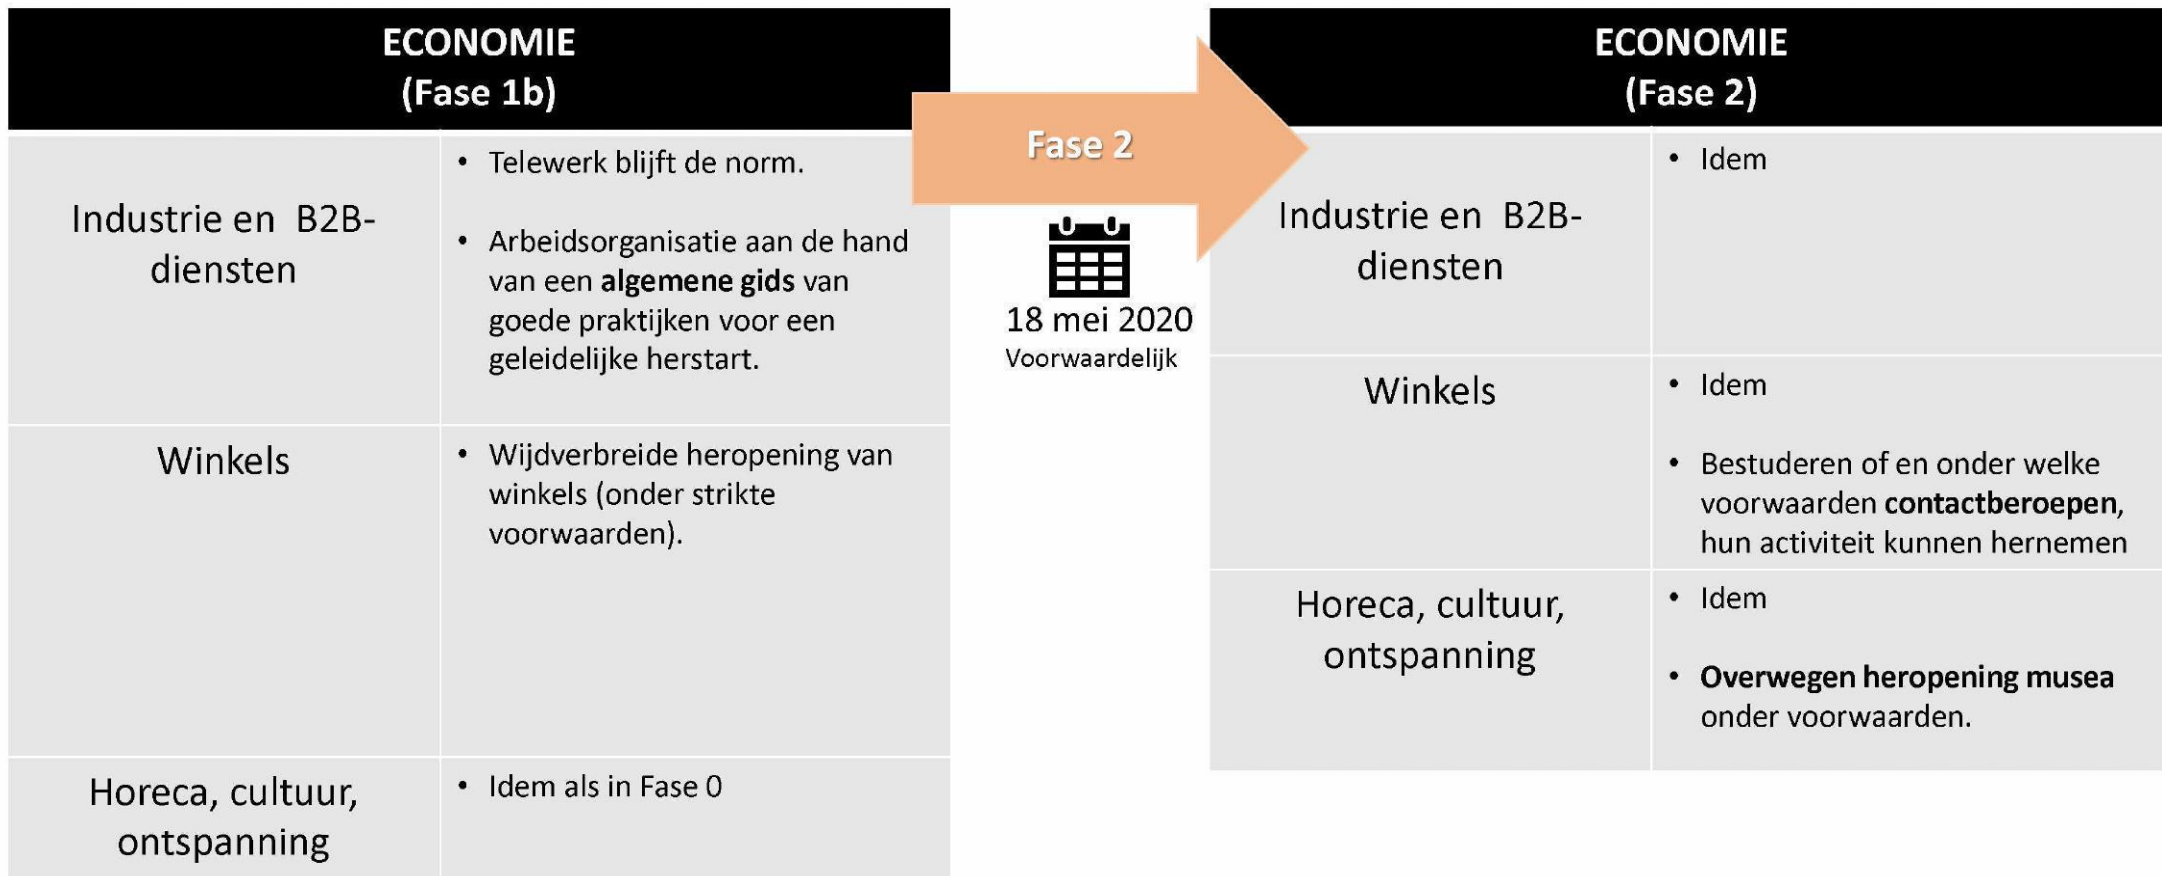 ECONOMIE
(Fase 1b)
Industrie en B2B-
diensten
• Telewerk blijft de norm.
• Arbeidsorganisatie aan de hand
van een algemene gids van
goede praktijken voor een
geleidelijke herstart.
Winkels
• Wijdverbreide heropening van
winkels (onder strikte
voorwaarden).
Horeca, cultuur,
ontspanning
• Idem als in Fase 0
Fase 2
18 mei 2020
Voorwaardelijk
ECONOMIE
(Fase 2)
Industrie en B2B-
diensten
• Idem
Winkels
• Idem
• Bestuderen of en onder welke
voorwaarden contactberoepen,
hun activiteit kunnen hernemen
Horeca, cultuur,
ontspanning
• Idem
• Overwegen heropening musea
onder voorwaarden.